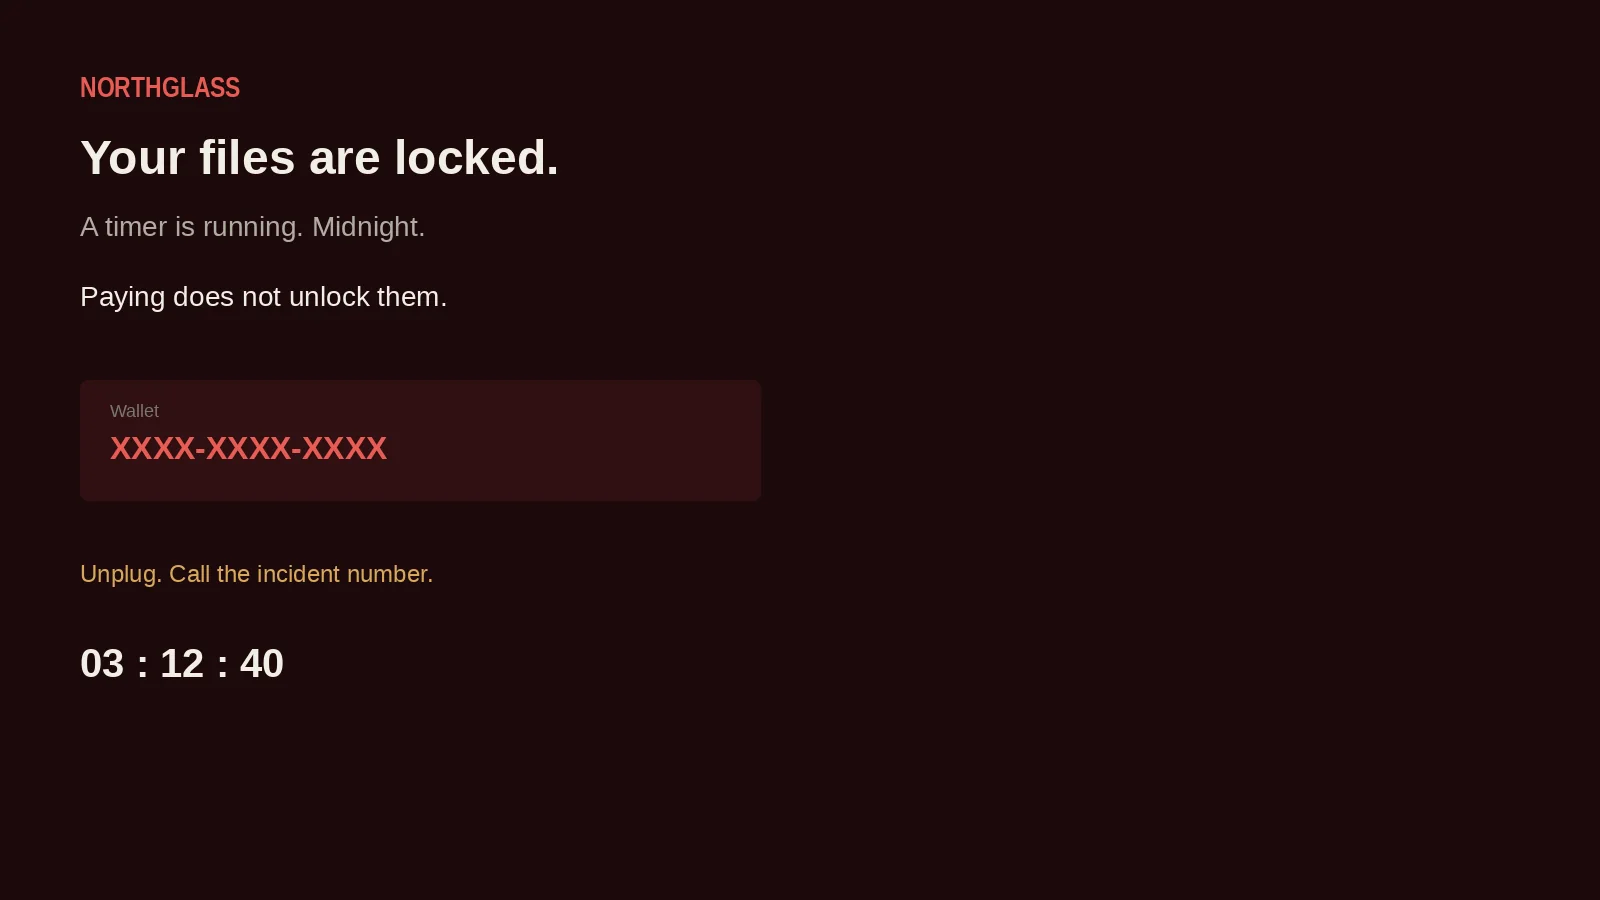 NORTHGLASS
Your files are locked.
A timer is running. Midnight.
Paying does not unlock them.
Wallet
XXXX-XXXX-XXXX
Unplug. Call the incident number.
03 : 12 : 40